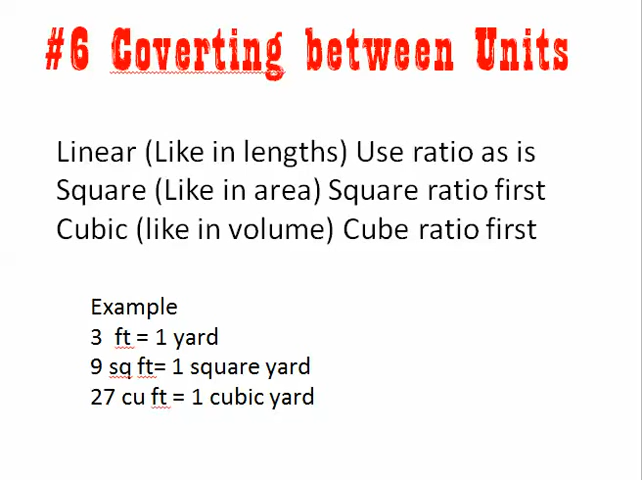 #6 Coverting between Units
Linear (Like in lengths) Use ratio as is
Square (Like in area) Square ratio first
Cubic (like in volume) Cube ratio first
Example
3  ft = 1 yard
9 sq ft= 1 square yard
27 cu ft = 1 cubic yard